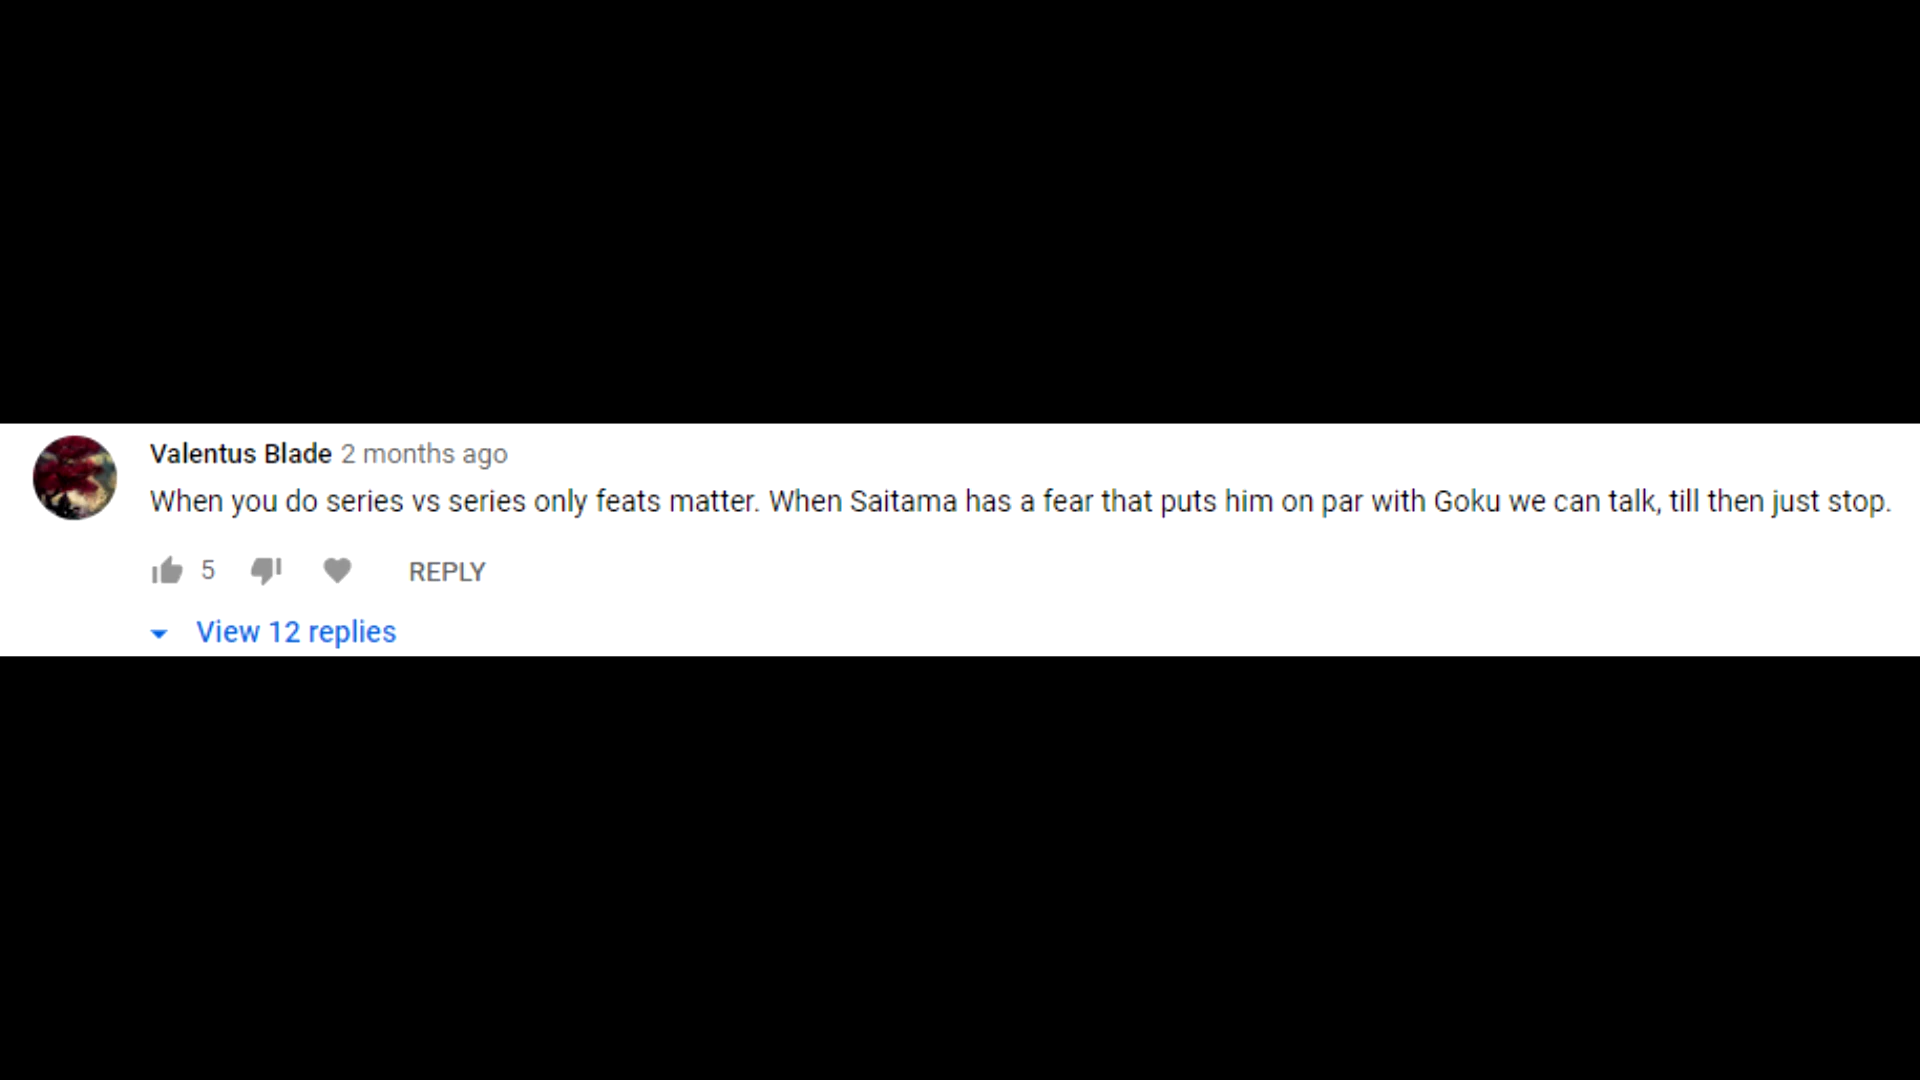 Valentus Blade 2 months ago
When you do series vs series only feats matter. When Saitama has a fear that puts him on par with Goku we can talk, till then just stop.
5
REPLY
View 12 replies